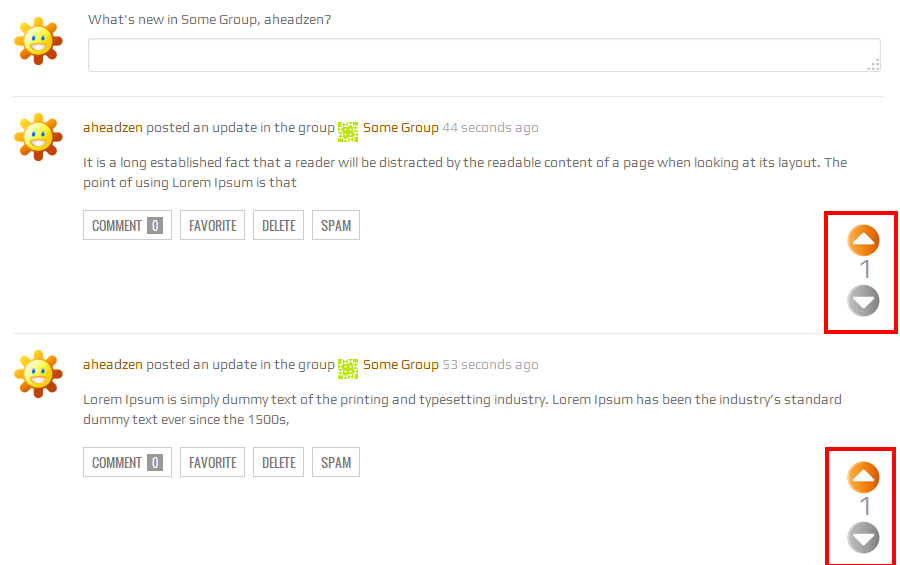 What's new in Some Group, aheadzen?
aheadzen posted an update in the group Some Group 44 seconds ago
It is a long established fact that a reader will be distracted by the readable content of a page when looking at its layout. The
point of using Lorem Ipsum is that
COMMENT 0 FAVORITE DELETE SPAM
1
aheadzen posted an update in the group Some Group 53 seconds ago
Lorem Ipsum is simply dummy text of the printing and typesetting industry. Lorem Ipsum has been the industry’s standard
dummy text ever since the 1500s,
COMMENT 0 FAVORITE DELETE SPAM
1